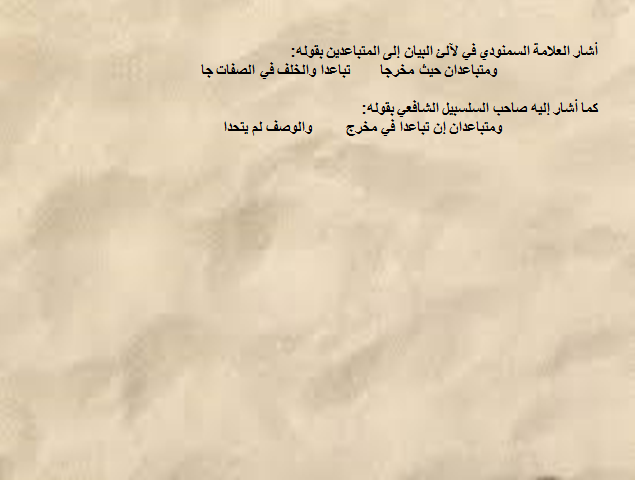 أشار العلامة السمنودي في لآلئ البيان إلى المتباعدين بقوله:
ومتباعدان حيث مخرجا تباعدا والخلف في الصفات جا
كما أشار إليه صاحب السلسبيل الشافعي بقوله:
ومتباعدان إن تباعدا في مخرج والوصف لم يتحدا